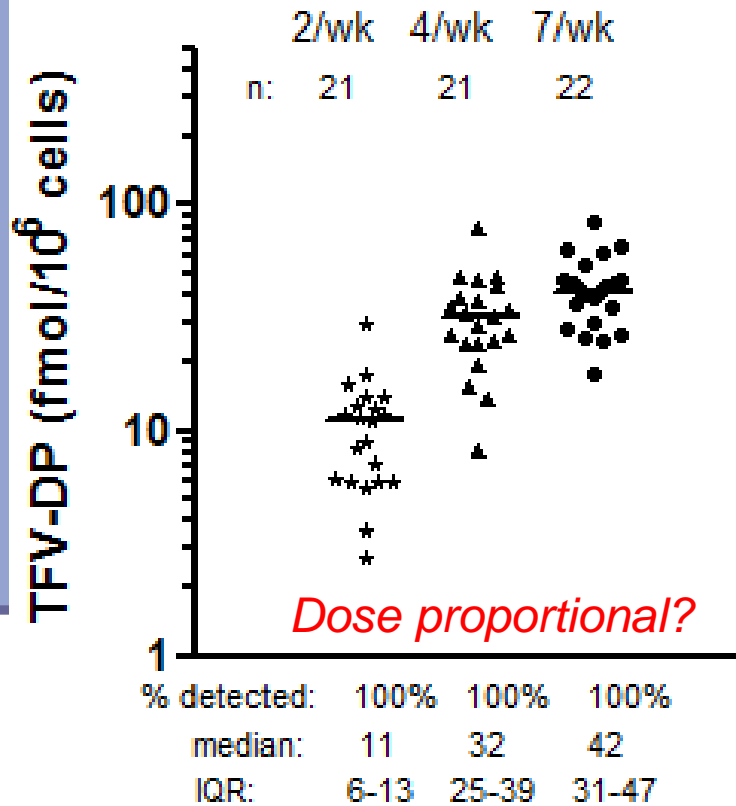 2/wk 4/wk 7/wk
n: 21 21 22
TFV-DP (fmol/10⁶ cells)
100
10
1
Dose proportional?
% detected: 100% 100% 100%
median: 11 32 42
IQR: 6-13 25-39 31-47